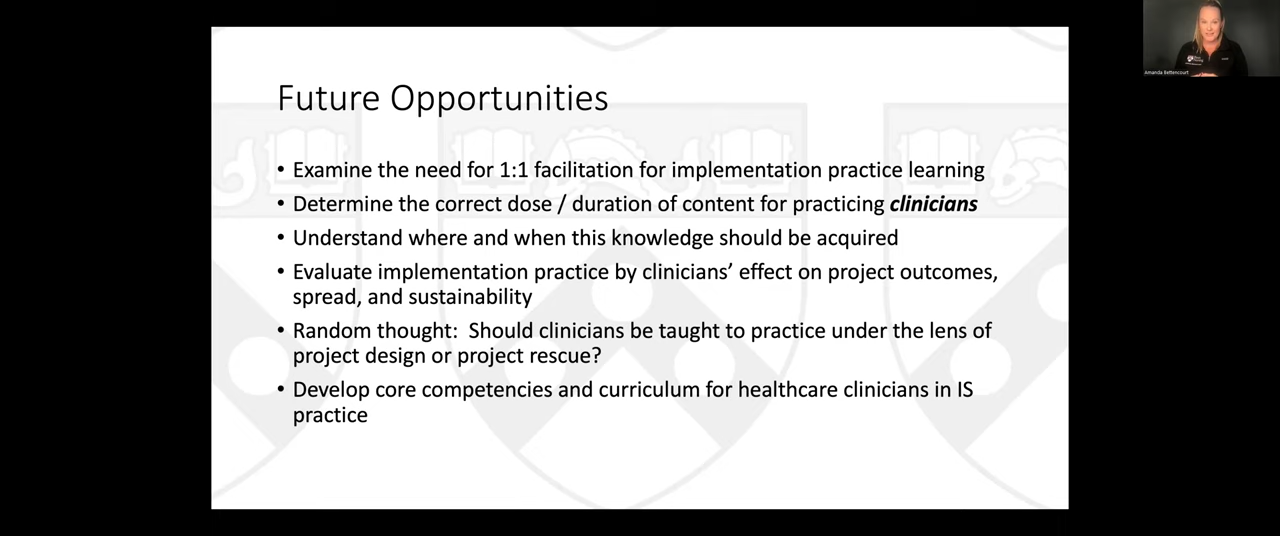 Amanda Bettencourt
Future Opportunities
• Examine the need for 1:1 facilitation for implementation practice learning
• Determine the correct dose / duration of content for practicing clinicians
• Understand where and when this knowledge should be acquired
• Evaluate implementation practice by clinicians’ effect on project outcomes,
spread, and sustainability
• Random thought:  Should clinicians be taught to practice under the lens of
project design or project rescue?
• Develop core competencies and curriculum for healthcare clinicians in IS
practice